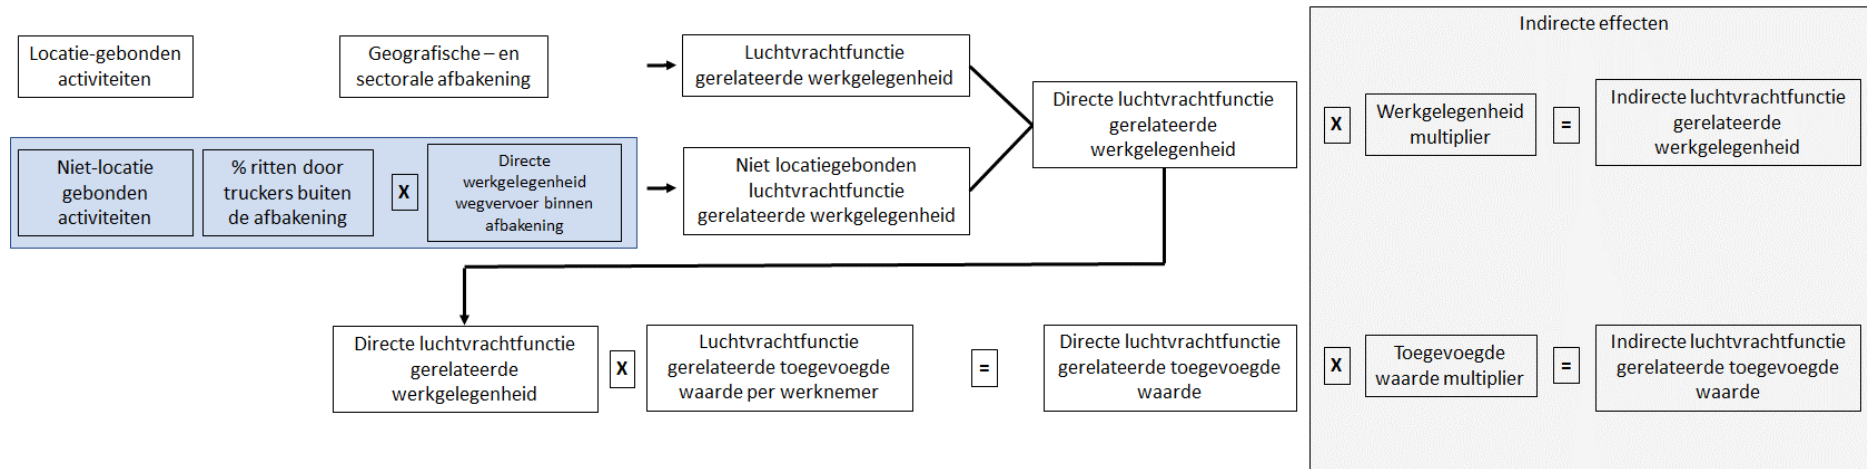 Indirecte effecten
Locatie-gebonden
activiteiten
Geografische – en
sectorale afbakening
Luchtvrachtfunctie
gerelateerde werkgelegenheid
Directe luchtvrachtfunctie
gerelateerde
werkgelegenheid
X
Werkgelegenheid
multiplier
=
Indirecte luchtvrachtfunctie
gerelateerde
werkgelegenheid
Niet-locatie
gebonden
activiteiten
% ritten door
truckers buiten
de afbakening
X
Directe
werkgelegenheid
wegvervoer binnen
afbakening
Niet locatiegebonden
luchtvrachtfunctie
gerelateerde werkgelegenheid
Directe luchtvrachtfunctie
gerelateerde
werkgelegenheid
X
Luchtvrachtfunctie
gerelateerde toegevoegde
waarde per werknemer
=
Directe luchtvrachtfunctie
gerelateerde toegevoegde
waarde
X
Toegevoegde
waarde multiplier
=
Indirecte luchtvrachtfunctie
gerelateerde toegevoegde
waarde